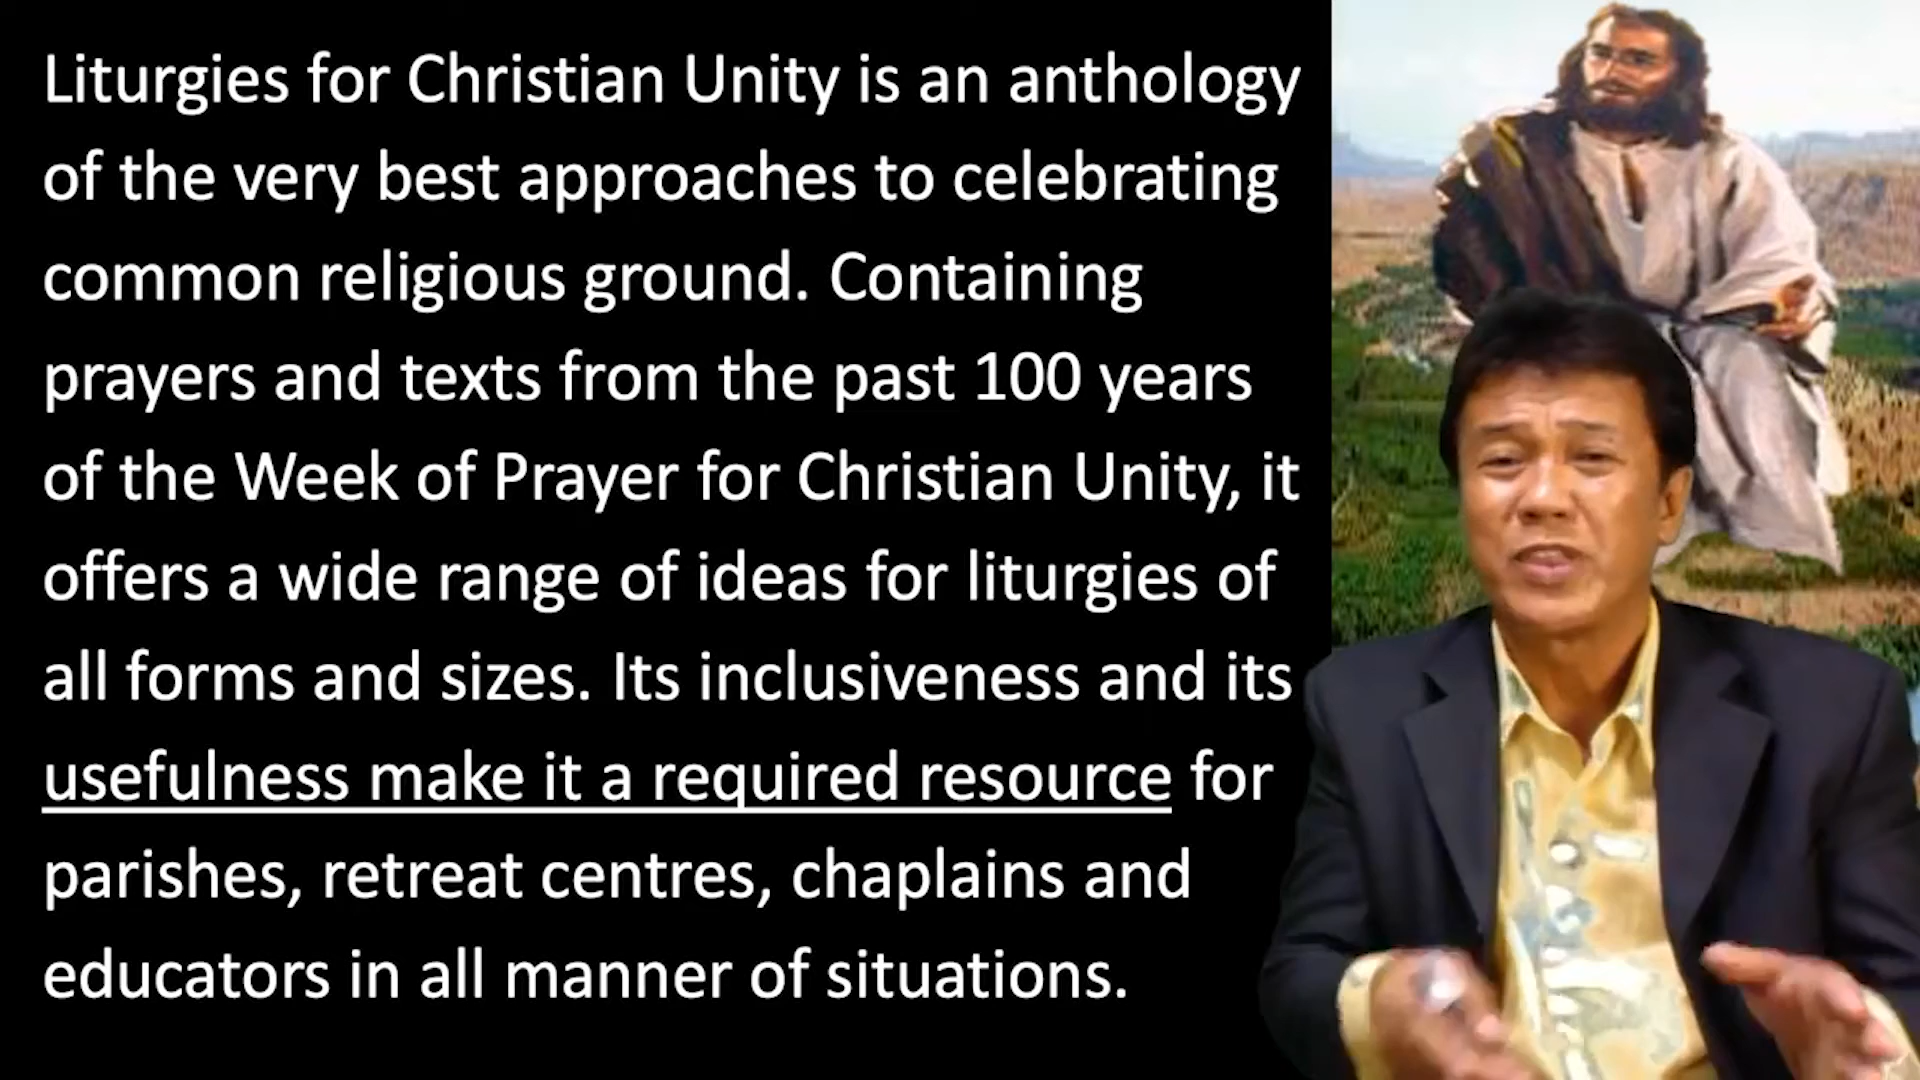 Liturgies for Christian Unity is an anthology
of the very best approaches to celebrating
common religious ground. Containing
prayers and texts from the past 100 years
of the Week of Prayer for Christian Unity, it
offers a wide range of ideas for liturgies of
all forms and sizes. Its inclusiveness and its
usefulness make it a required resource for
parishes, retreat centres, chaplains and
educators in all manner of situations.